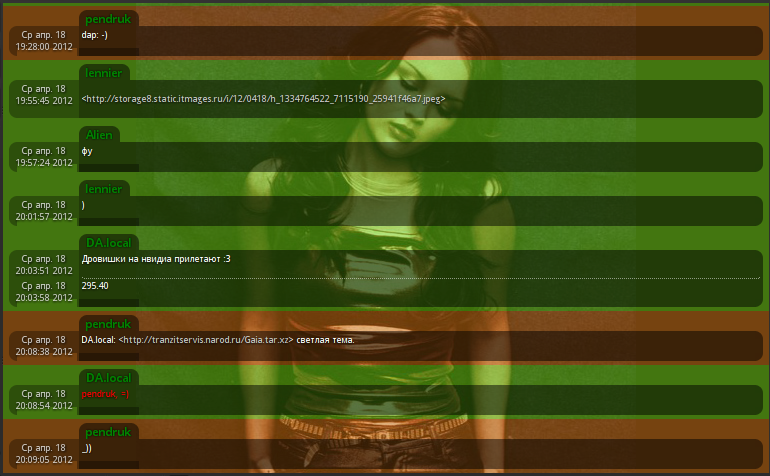 pendruk
Ср апр. 18
19:28:00 2012
dap: -)
lennier
Ср апр. 18
19:55:45 2012
<http://storage8.static.itmages.ru/i/12/0418/h_1334764522_7115190_25941f46a7.jpeg>
Alien
Ср апр. 18
19:57:24 2012
фу
lennier
Ср апр. 18
20:01:57 2012
)
DA.local
Ср апр. 18
20:03:51 2012
Дровишки на нвидиа прилетают :3
Ср апр. 18
20:03:58 2012
295.40
pendruk
Ср апр. 18
20:08:38 2012
DA.local: <http://tranzitservis.narod.ru/Gaia.tar.xz> светлая тема.
DA.local
Ср апр. 18
20:08:54 2012
pendruk, =)
pendruk
Ср апр. 18
20:09:05 2012
_))